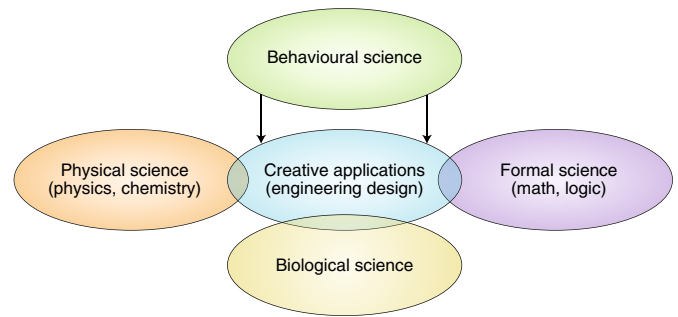 Behavioural science
Physical science
(physics, chemistry)
Creative applications
(engineering design)
Formal science
(math, logic)
Biological science